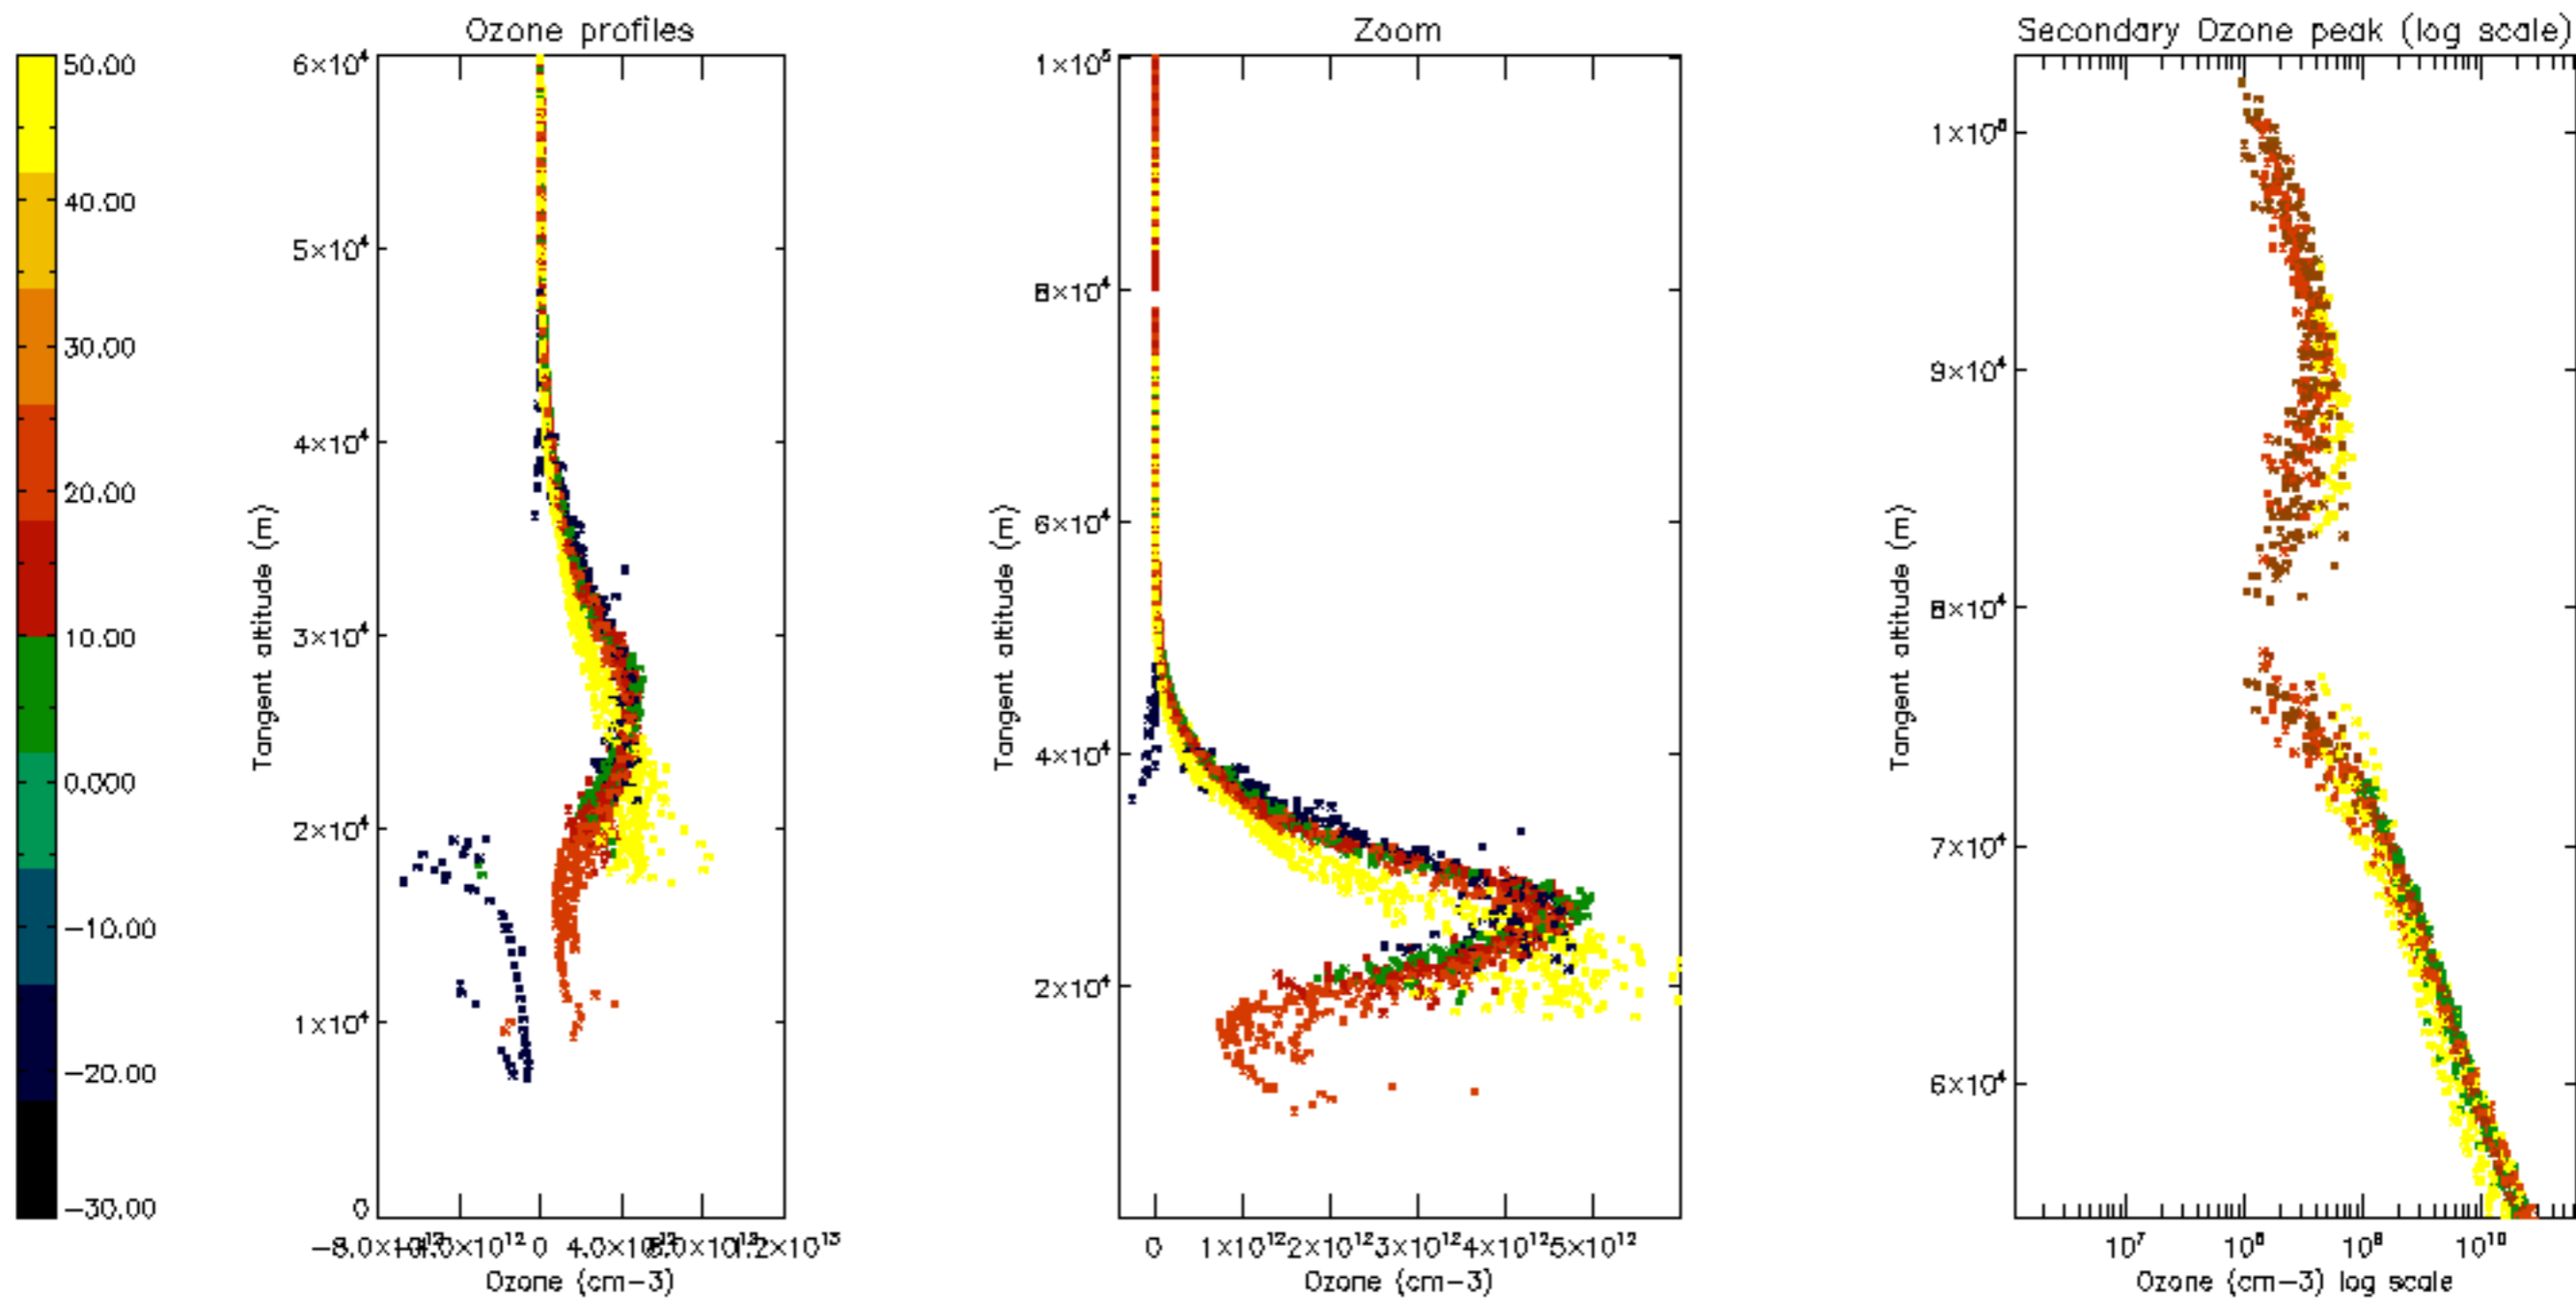 Ozone profiles
Zoom
Secondary Ozone peak (log scale)
50.00
40.00
30.00
20.00
10.00
0.000
−10.00
−20.00
−30.00
Tangent altitude (m)
6×10⁴
5×10⁴
4×10⁴
3×10⁴
2×10⁴
1×10⁴
0
0
Ozone (cm−3)
Tangent altitude (m)
1×10⁵
8×10⁴
6×10⁴
4×10⁴
2×10⁴
0 1×10¹² 2×10¹² 3×10¹² 4×10¹² 5×10¹²
Ozone (cm−3)
Tangent altitude (m)
1×10⁵
9×10⁴
8×10⁴
7×10⁴
6×10⁴
10⁷ 10⁸ 10⁹ 10¹⁰
Ozone (cm−3) log scale